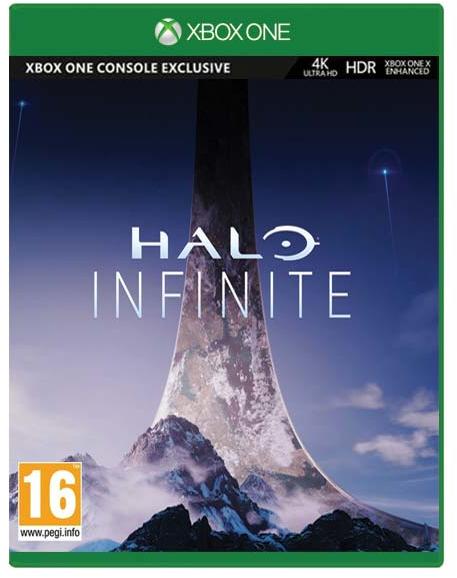 XBOX ONE
XBOX ONE CONSOLE EXCLUSIVE
4K
ULTRA HD
HDR
XBOX ONE X
ENHANCED
HALO
INFINITE
16
www.pegi.info